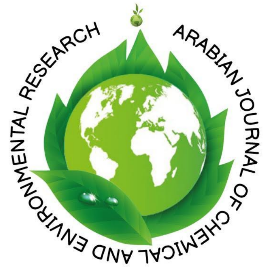 ARABIAN JOURNAL OF CHEMICAL AND ENVIRONMENTAL RESEARCH